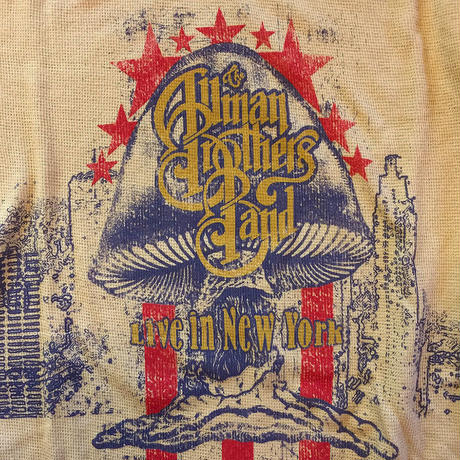 The
Allman
Brothers
Band
Live in New York